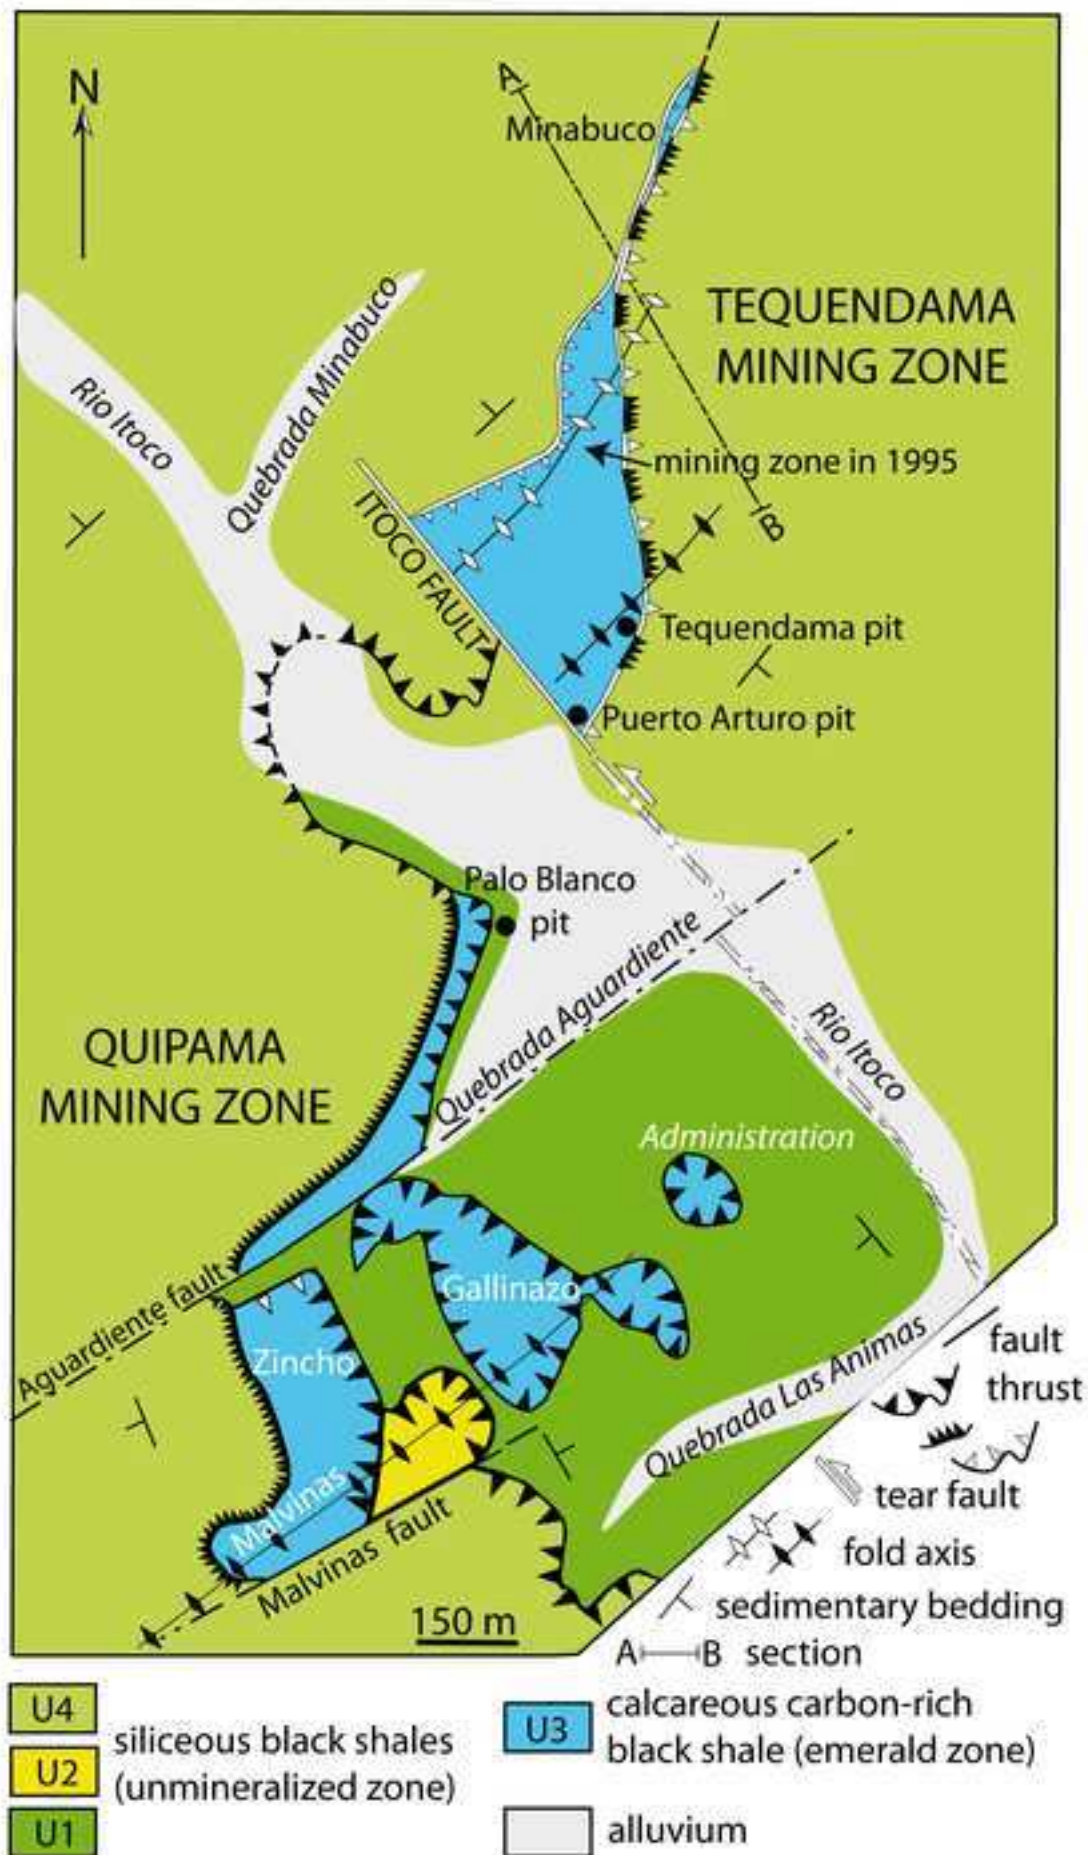 N
A
Minabuco
TEQUENDAMA
MINING ZONE
Rio Itoco
Quebrada Minabuco
mining zone in 1995
B
ITOCO FAULT
Tequendama pit
Puerto Arturo pit
Palo Blanco
pit
Quebrada Aguardiente
Rio Itoco
QUIPAMA
MINING ZONE
Administration
Gallinazo
Aguardiente fault
Zincho
Quebrada Las Animas
Malvinas
Malvinas fault
150 m
fault
thrust
tear fault
fold axis
sedimentary bedding
A B section
U4
U2
U1
siliceous black shales
(unmineralized zone)
U3
calcareous carbon-rich
black shale (emerald zone)
alluvium